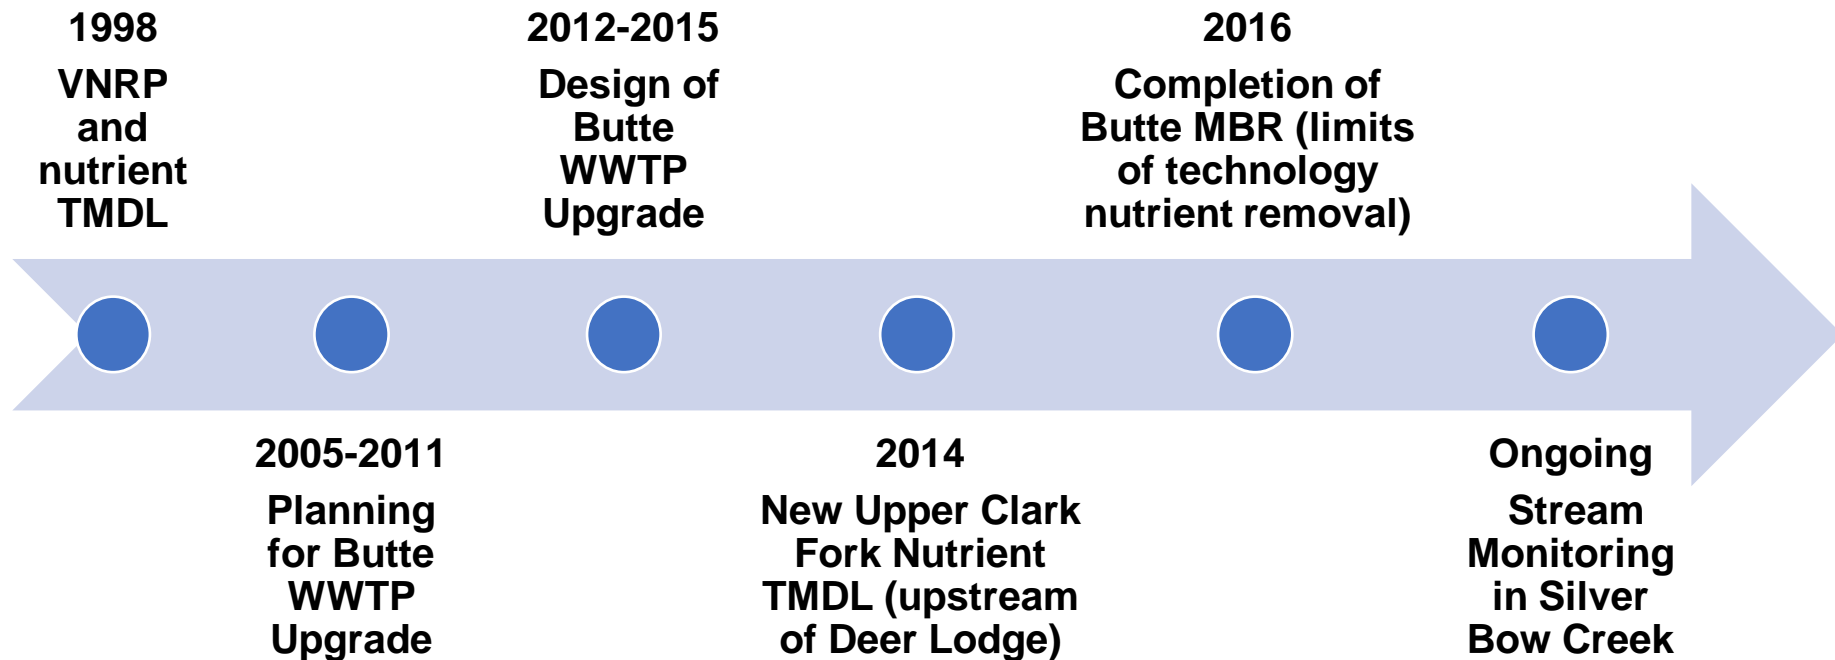 1998
VNRP
and
nutrient
TMDL
2005-2011
Planning
for Butte
WWTP
Upgrade
2012-2015
Design of
Butte
WWTP
Upgrade
2014
New Upper Clark
Fork Nutrient
TMDL (upstream
of Deer Lodge)
2016
Completion of
Butte MBR (limits
of technology
nutrient removal)
Ongoing
Stream
Monitoring
in Silver
Bow Creek